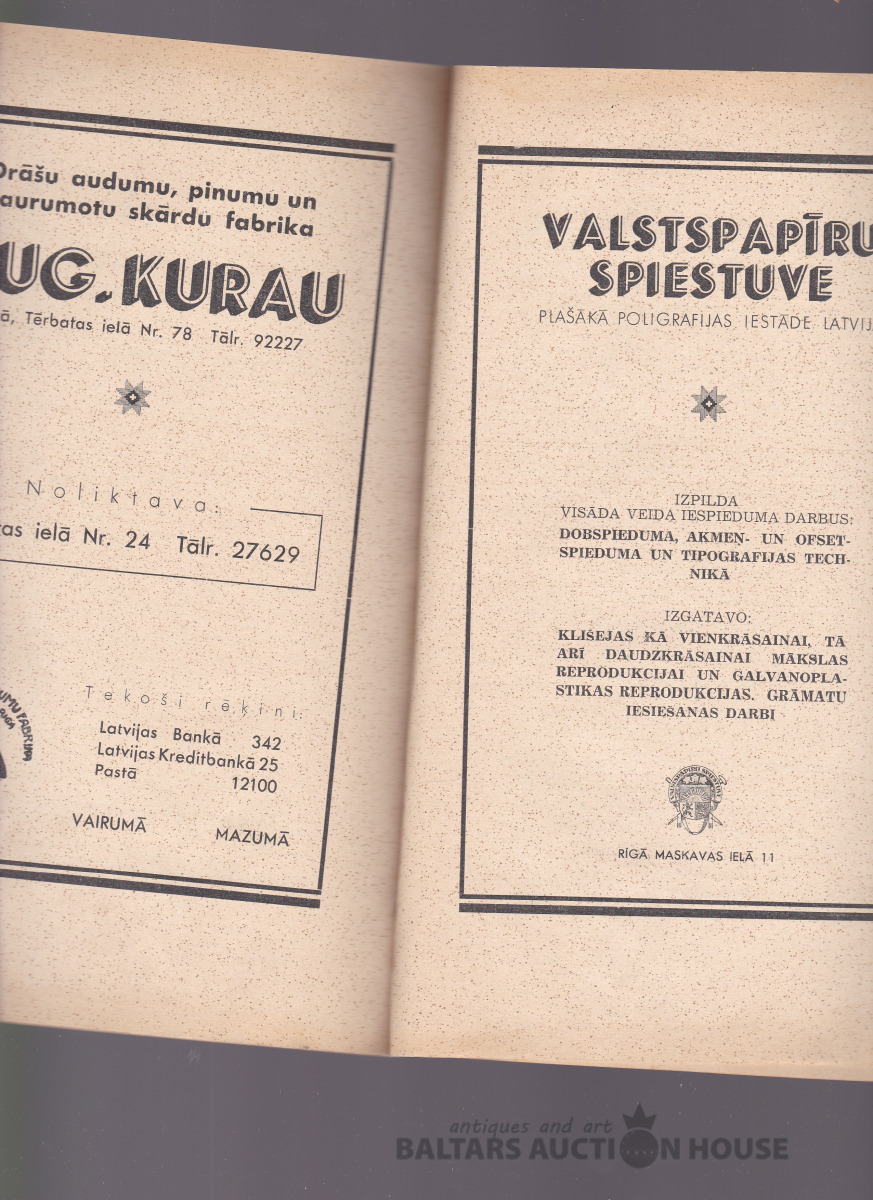 Drāšu audumu, pinumu un
aurumotu skārdu fabrika
UG. KURAU
ā, Tērbatas ielā Nr. 78 Tālr. 92227
Noliktava:
as ielā Nr. 24 Tālr. 27629
Tekoši rēķini:
Latvijas Bankā 342
Latvijas Kredītbankā 25
Pastā 12100
VAIRUMĀ MAZUMĀ
VALSTSPAPĪRU
SPIESTUVE
PLAŠĀKĀ POLIGRAFIJAS IESTĀDE LATVIJ
IZPILDA
VISĀDA VEIDA IESPIEDUMA DARBUS:
DOBSPIEDUMA, AKMEŅ- UN OFSET-
SPIEDUMA UN TIPOGRAFIJAS TECH-
NIKĀ
IZGATAVO:
KLIŠEJAS KĀ VIENKRĀSAINAI, TĀ
ARĪ DAUDZKRĀSAINAI MĀKSLAS
REPRODUKCIJAI UN GALVANOPLA-
STIKAS REPRODUKCIJAS. GRĀMATU
IESIEŠANAS DARBI
VALSTSPAPĪRU SPIESTUVE
RĪGĀ MASKAVAS IELĀ 11
antiques and art
BALTARS AUCTION HOUSE